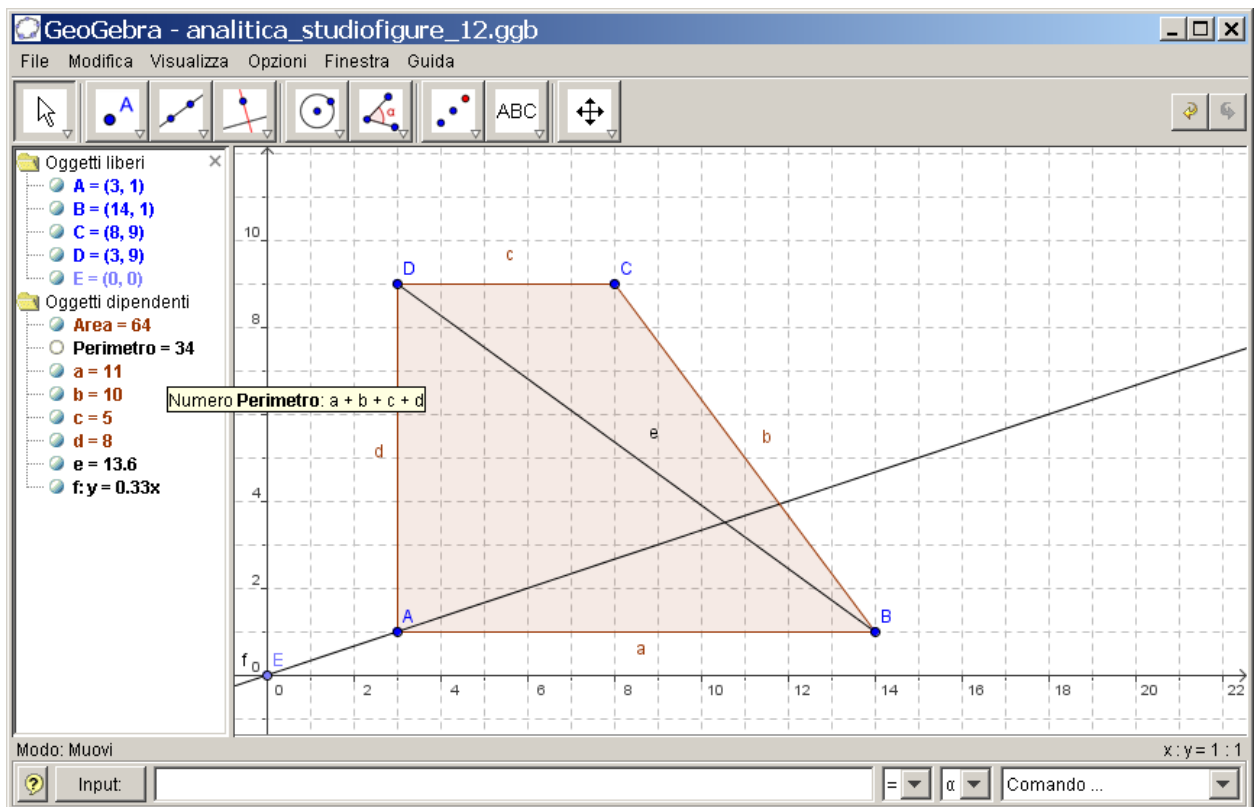 GeoGebra - analitica_studiofigure_12.ggb
File Modifica Visualizza Opzioni Finestra Guida
A α ABC
Oggetti liberi
A = (3, 1)
B = (14, 1)
C = (8, 9)
D = (3, 9)
E = (0, 0)
Oggetti dipendenti
Area = 64
Perimetro = 34
a = 11
b = 10
c = 5
d = 8
e = 13.6
f: y = 0.33x
Numero Perimetro: a + b + c + d
10
8
4
2
0
c
D C
e b
d
A B
a
f E
0 2 4 6 8 10 12 14 16 18 20 22
Modo: Muovi x : y = 1 : 1
? Input: = α Comando ...